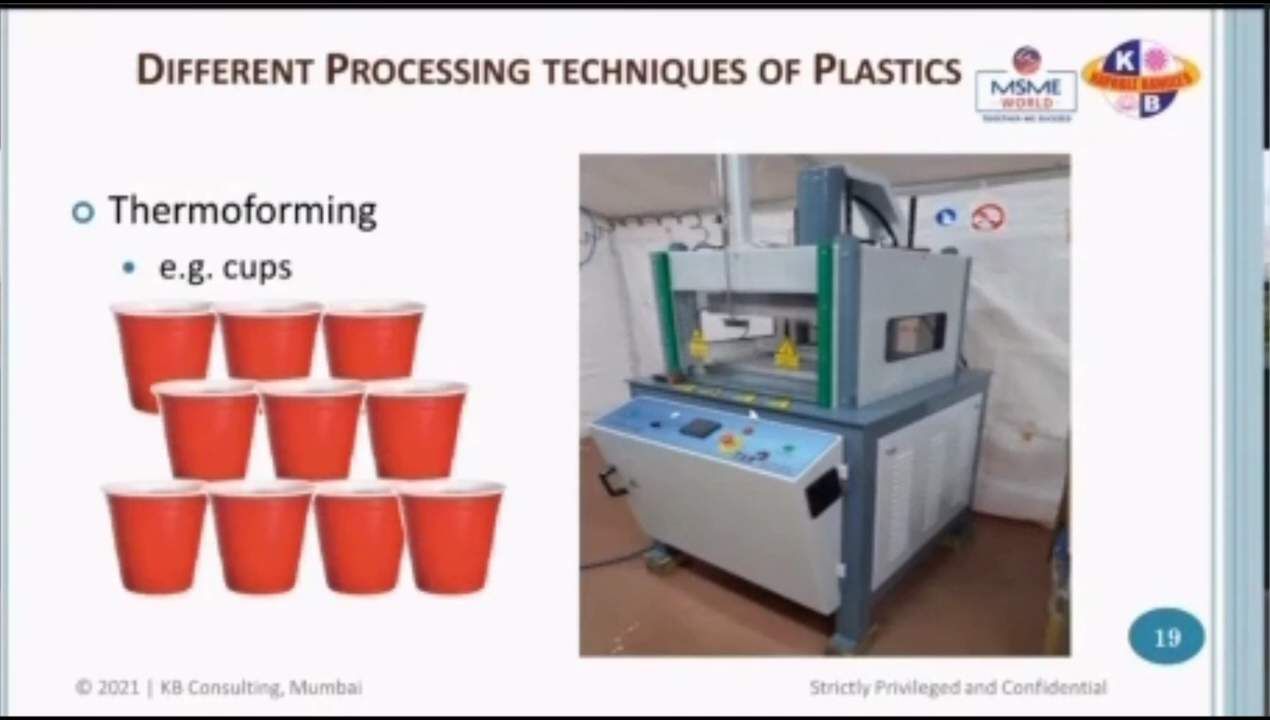 DIFFERENT PROCESSING TECHNIQUES OF PLASTICS
MSME
WORLD
K
B
Thermoforming
e.g. cups
19
© 2021 | KB Consulting, Mumbai
Strictly Privileged and Confidential